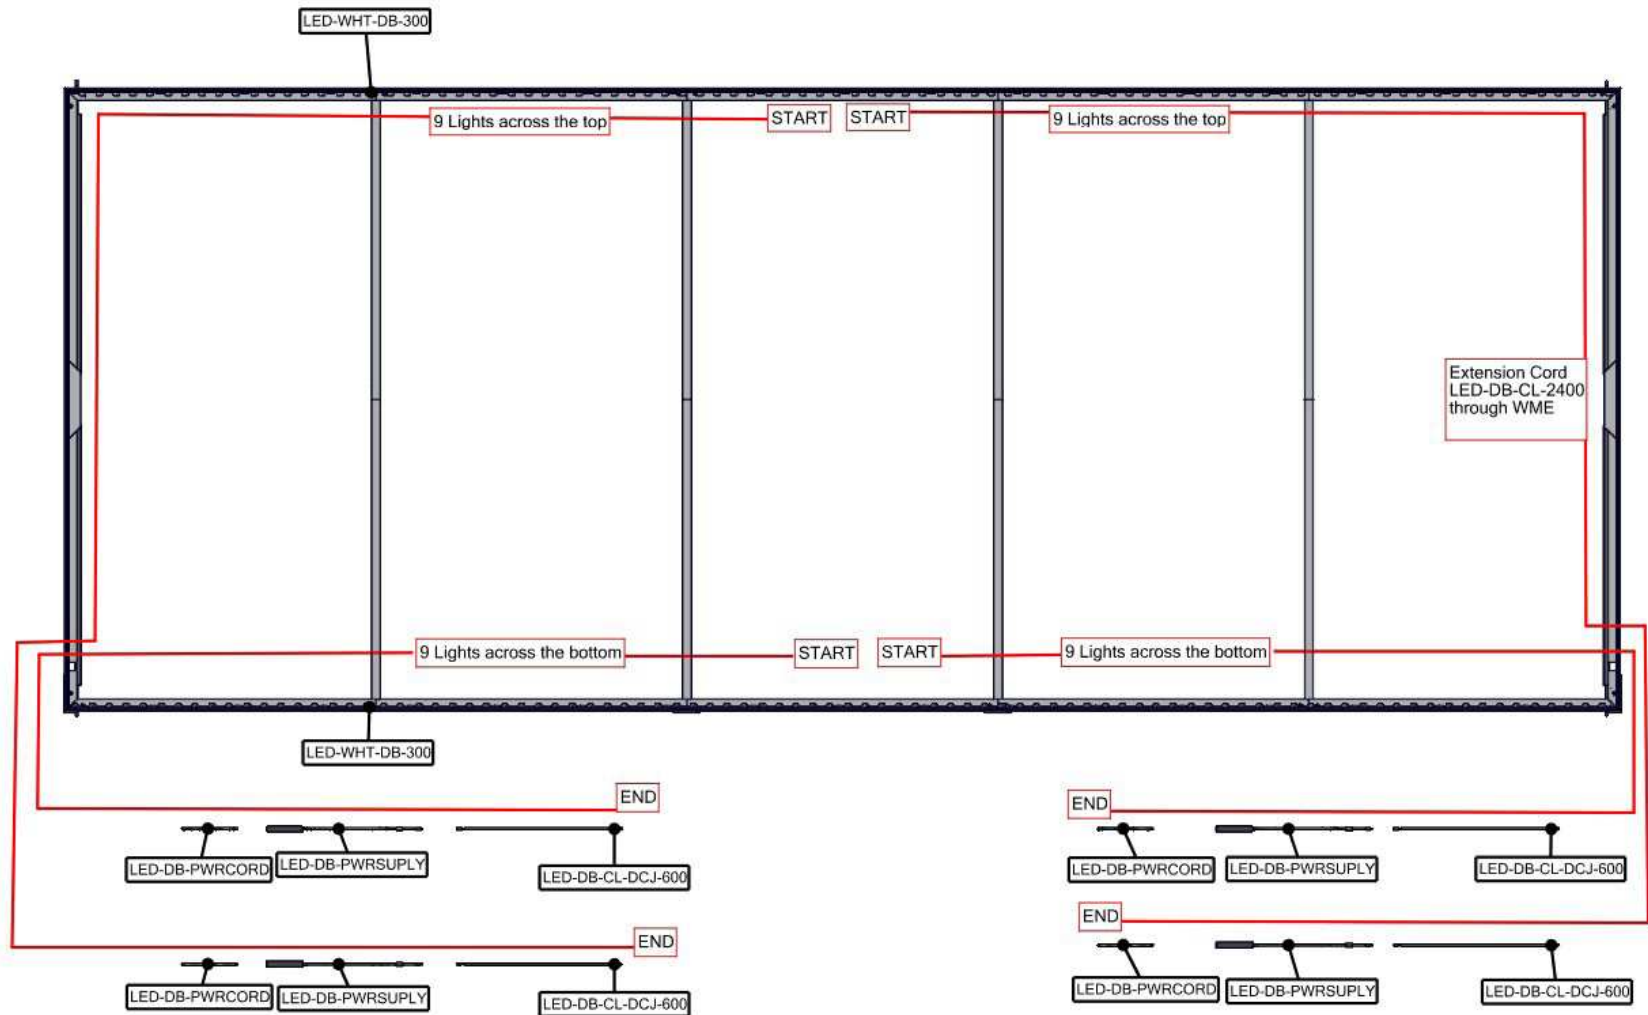 LED-WHT-DB-300
9 Lights across the top
START
START
9 Lights across the top
Extension Cord
LED-DB-CL-2400
through WME
9 Lights across the bottom
START
START
9 Lights across the bottom
LED-WHT-DB-300
END
LED-DB-PWRCORD
LED-DB-PWRSUPLY
LED-DB-CL-DCJ-600
END
LED-DB-PWRCORD
LED-DB-PWRSUPLY
LED-DB-CL-DCJ-600
END
LED-DB-PWRCORD
LED-DB-PWRSUPLY
LED-DB-CL-DCJ-600
END
LED-DB-PWRCORD
LED-DB-PWRSUPLY
LED-DB-CL-DCJ-600